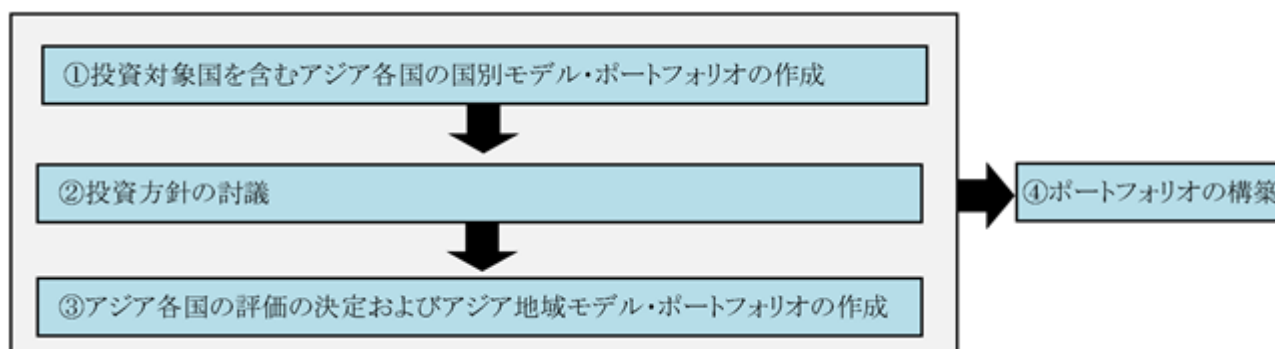 ①投資対象国を含むアジア各国の国別モデル・ポートフォリオの作成
②投資方針の討議
④ポートフォリオの構築
③アジア各国の評価の決定およびアジア地域モデル・ポートフォリオの作成